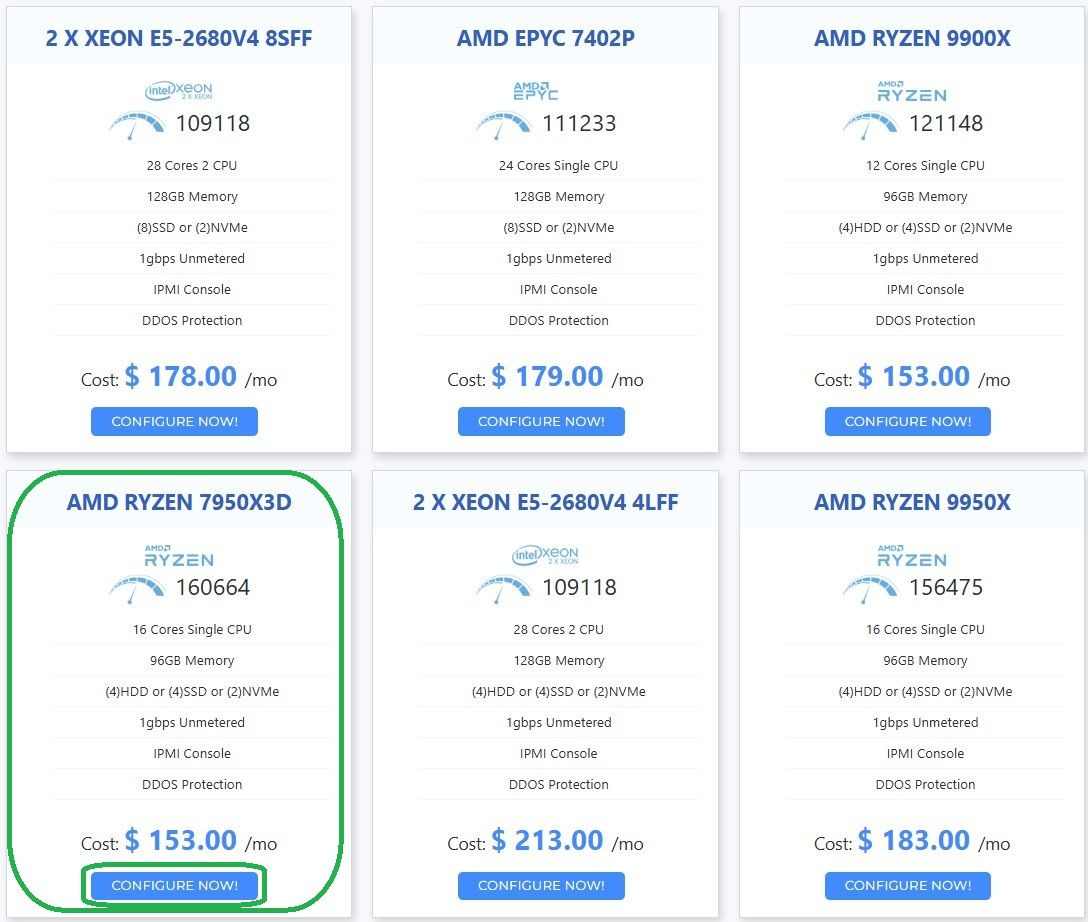 2 X XEON E5-2680V4 8SFF
intel XEON
2 X XEON
109118
28 Cores 2 CPU
128GB Memory
(8)SSD or (2)NVMe
1gbps Unmetered
IPMI Console
DDOS Protection
Cost: $ 178.00 /mo
CONFIGURE NOW!
AMD EPYC 7402P
AMD
EPYC
111233
24 Cores Single CPU
128GB Memory
(8)SSD or (2)NVMe
1gbps Unmetered
IPMI Console
DDOS Protection
Cost: $ 179.00 /mo
CONFIGURE NOW!
AMD RYZEN 9900X
AMD
RYZEN
121148
12 Cores Single CPU
96GB Memory
(4)HDD or (4)SSD or (2)NVMe
1gbps Unmetered
IPMI Console
DDOS Protection
Cost: $ 153.00 /mo
CONFIGURE NOW!
AMD RYZEN 7950X3D
AMD
RYZEN
160664
16 Cores Single CPU
96GB Memory
(4)HDD or (4)SSD or (2)NVMe
1gbps Unmetered
IPMI Console
DDOS Protection
Cost: $ 153.00 /mo
CONFIGURE NOW!
2 X XEON E5-2680V4 4LFF
intel XEON
2 X XEON
109118
28 Cores 2 CPU
128GB Memory
(4)HDD or (4)SSD or (2)NVMe
1gbps Unmetered
IPMI Console
DDOS Protection
Cost: $ 213.00 /mo
CONFIGURE NOW!
AMD RYZEN 9950X
AMD
RYZEN
156475
16 Cores Single CPU
96GB Memory
(4)HDD or (4)SSD or (2)NVMe
1gbps Unmetered
IPMI Console
DDOS Protection
Cost: $ 183.00 /mo
CONFIGURE NOW!